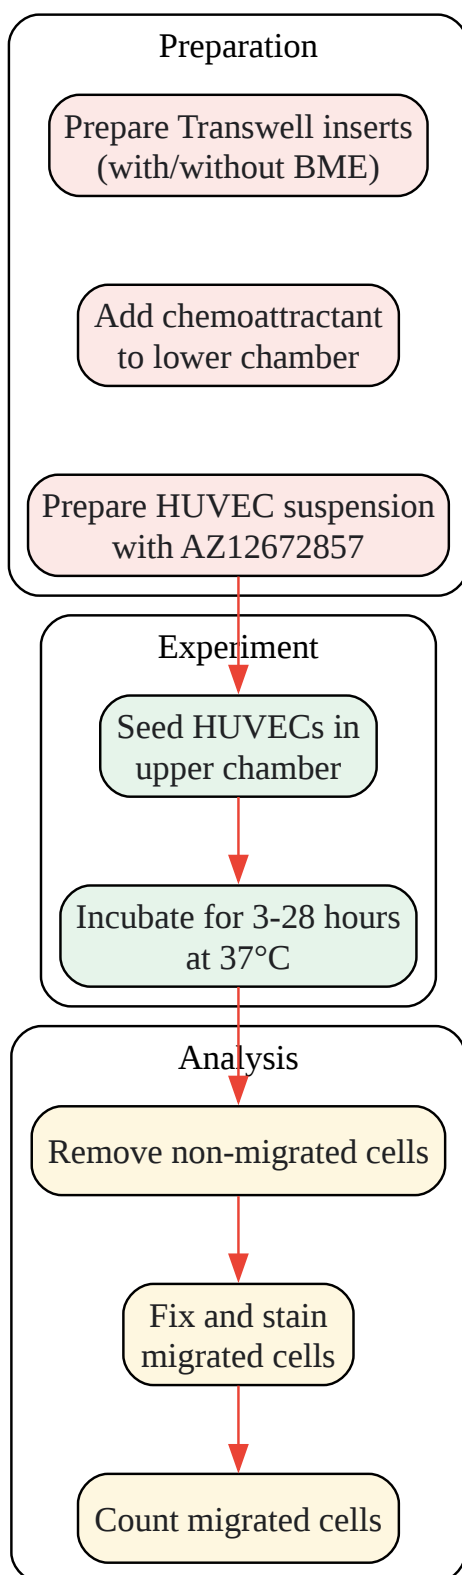 Preparation
Prepare Transwell inserts
(with/without BME)
Add chemoattractant
to lower chamber
Prepare HUVEC suspension
with AZ12672857
Experiment
Seed HUVECs in
upper chamber
Incubate for 3-28 hours
at 37°C
Analysis
Remove non-migrated cells
Fix and stain
migrated cells
Count migrated cells